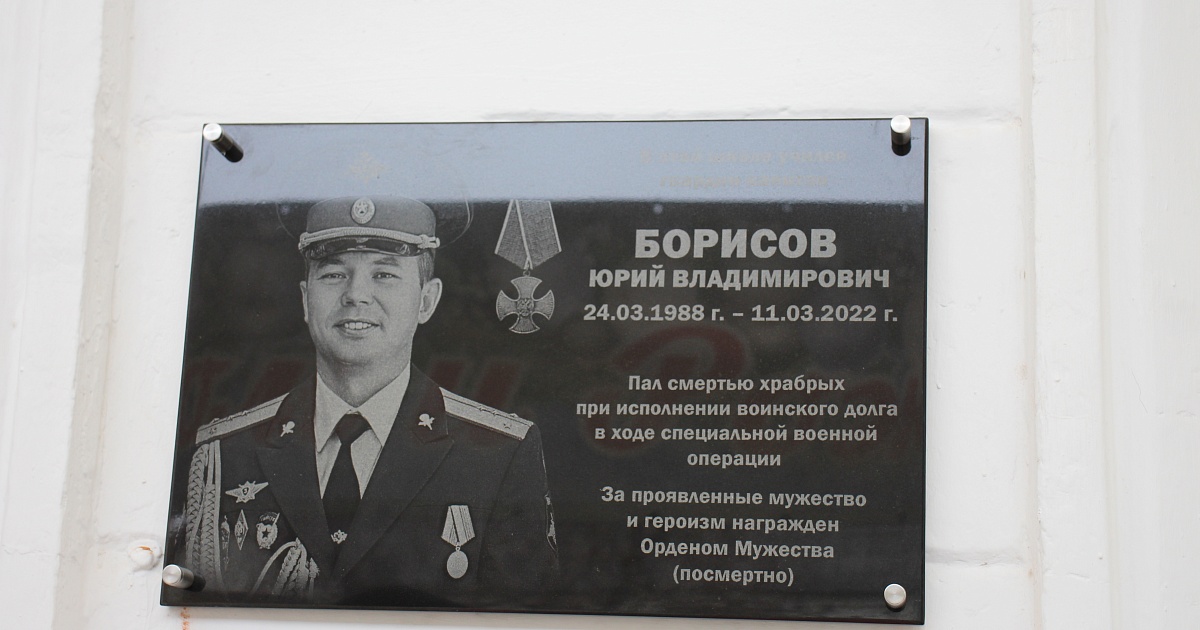 БОРИСОВ
ЮРИЙ ВЛАДИМИРОВИЧ
24.03.1988 г. – 11.03.2022 г.
Пал смертью храбрых
при исполнении воинского долга
в ходе специальной военной
операции
За проявленные мужество
и героизм награжден
Орденом Мужества
(посмертно)